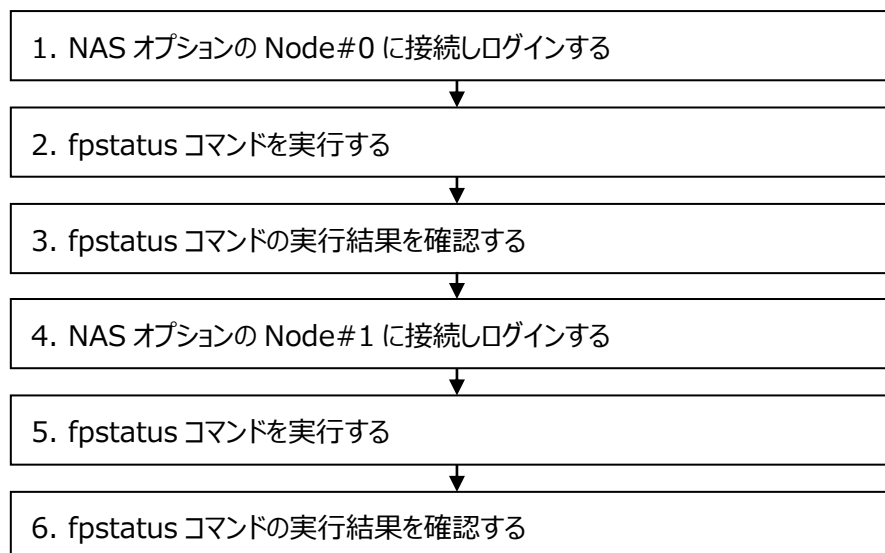 1. NAS オプションの Node#0 に接続しログインする
2. fpstatus コマンドを実行する
3. fpstatus コマンドの実行結果を確認する
4. NAS オプションの Node#1 に接続しログインする
5. fpstatus コマンドを実行する
6. fpstatus コマンドの実行結果を確認する